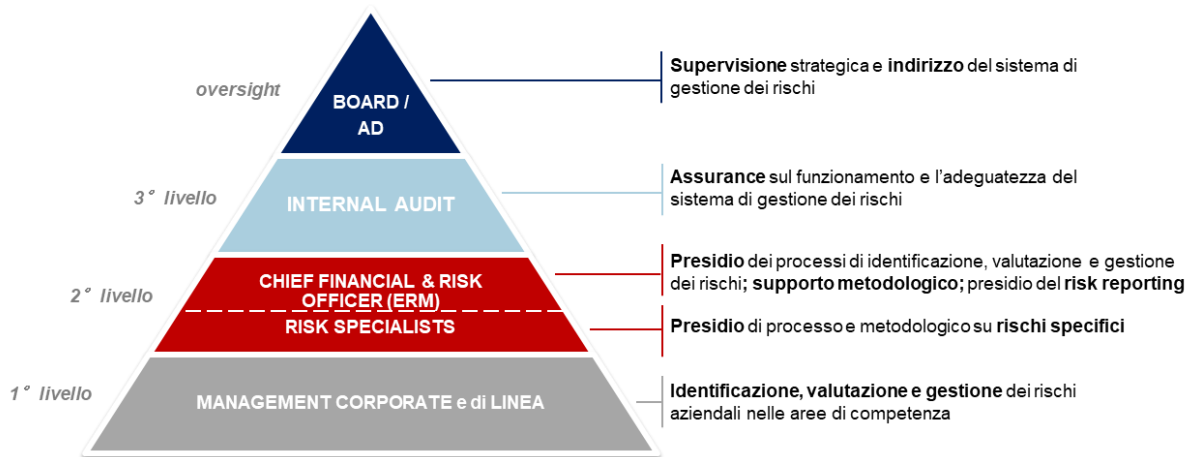 oversight
BOARD /
AD
Supervisione strategica e indirizzo del sistema di
gestione dei rischi
3° livello
INTERNAL AUDIT
Assurance sul funzionamento e l'adeguatezza del
sistema di gestione dei rischi
2° livello
CHIEF FINANCIAL & RISK
OFFICER (ERM)
Presidio dei processi di identificazione, valutazione e gestione
dei rischi; supporto metodologico; presidio del risk reporting
RISK SPECIALISTS
Presidio di processo e metodologico su rischi specifici
1° livello
MANAGEMENT CORPORATE e di LINEA
Identificazione, valutazione e gestione dei rischi
aziendali nelle aree di competenza